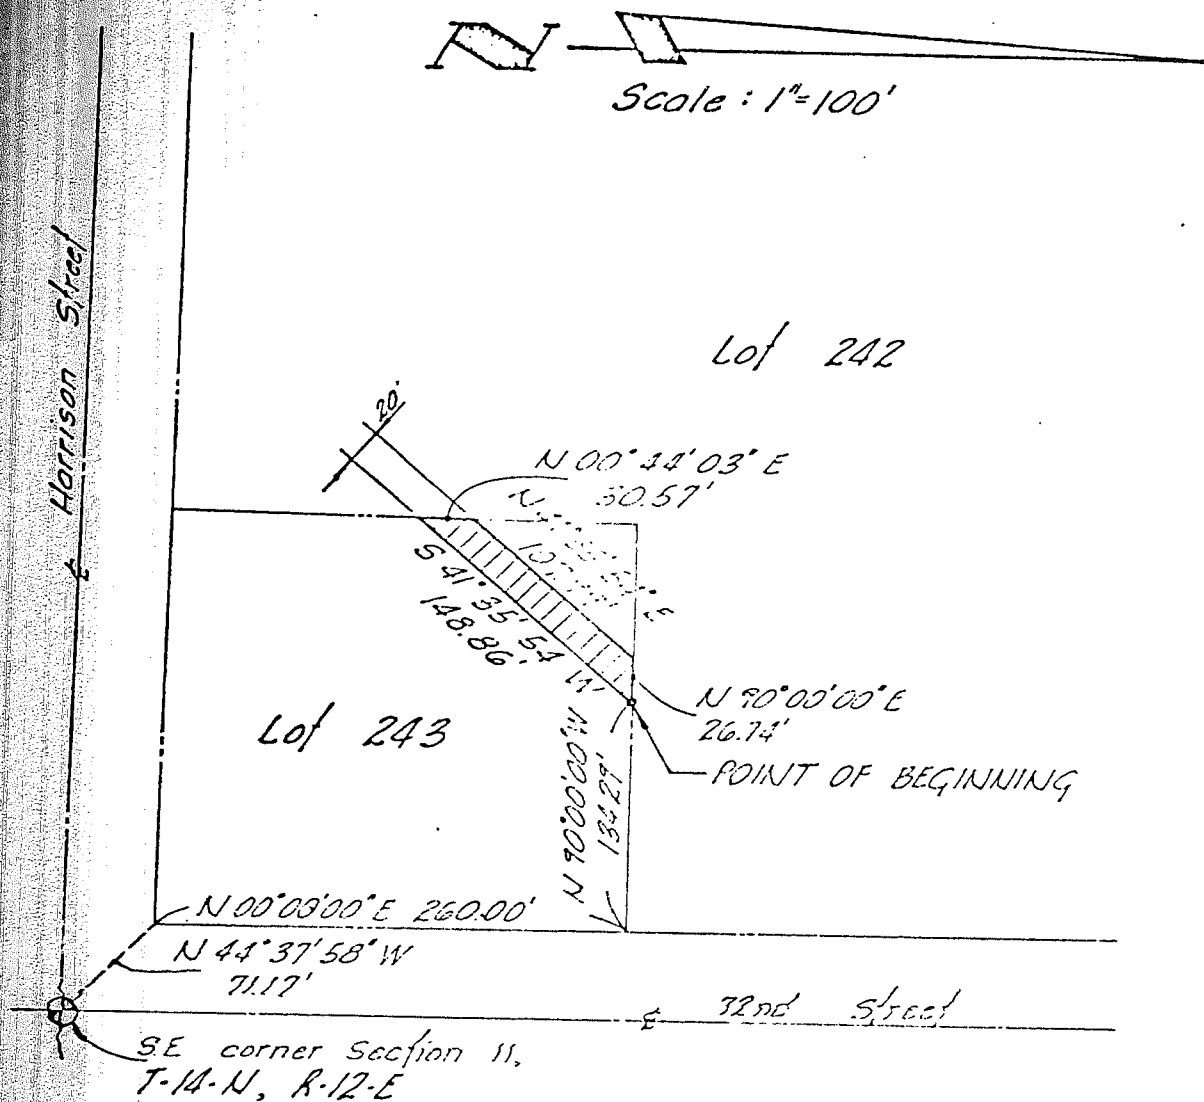 N
Scale : 1"=100'
Harrison Street
Lot 242
20'
N 00° 44' 03" E
30.57'
E
S 41° 35' 54" W
148.86'
N 90° 00' 00" E
26.74'
POINT OF BEGINNING
Lot 243
N 90° 00' 00" W
134.29'
N 00° 00' 00" E 260.00'
N 44° 37' 58" W
71.17'
℄ 32nd Street
S.E corner Section 11,
T-14-N, R-12-E